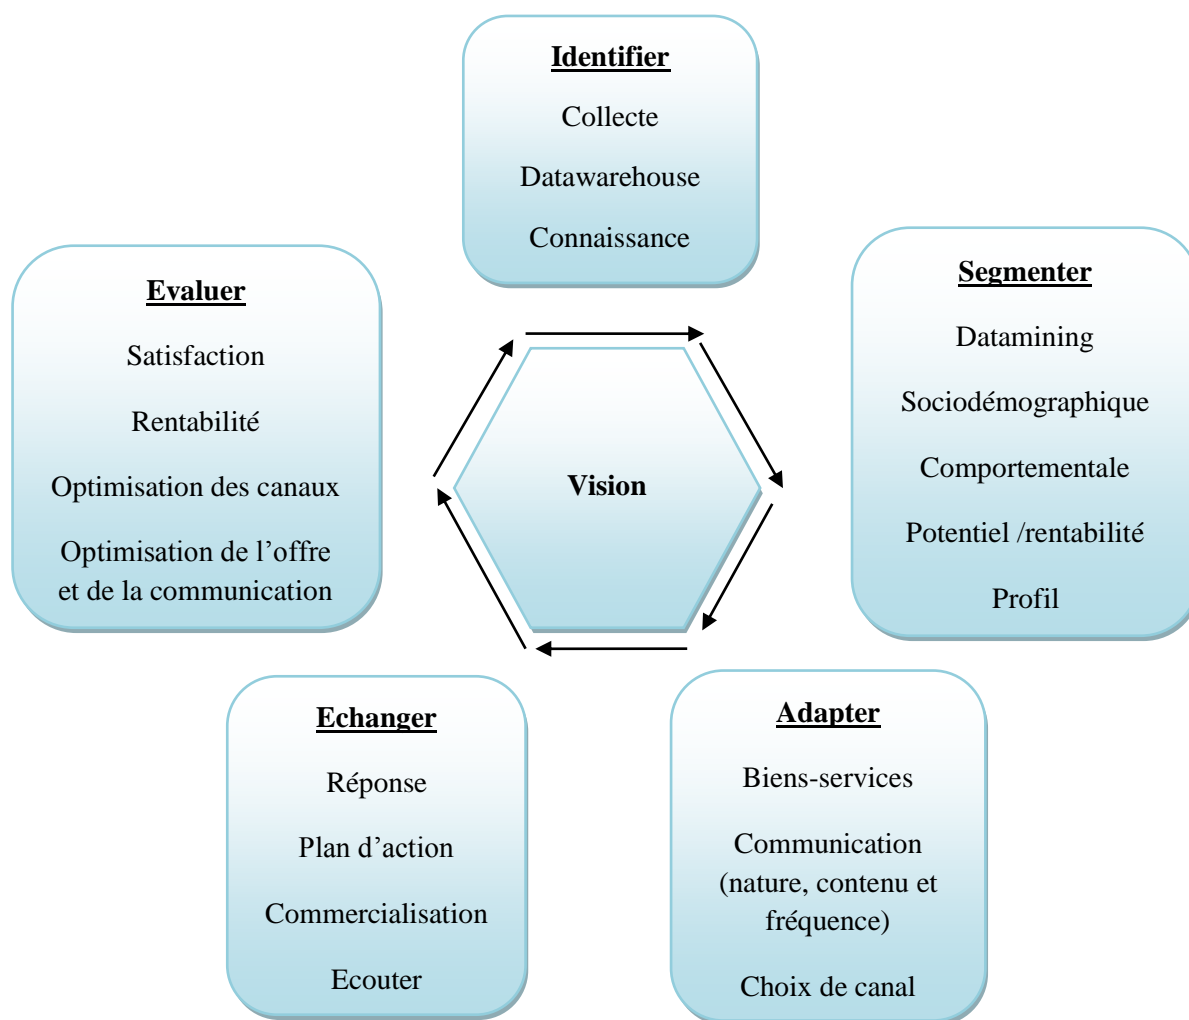 Identifier
Collecte
Datawarehouse
Connaissance
Segmenter
Datamining
Sociodémographique
Comportementale
Potentiel /rentabilité
Profil
Evaluer
Satisfaction
Rentabilité
Optimisation des canaux
Optimisation de l’offre
et de la communication
Vision
Echanger
Réponse
Plan d’action
Commercialisation
Ecouter
Adapter
Biens-services
Communication
(nature, contenu et
fréquence)
Choix de canal